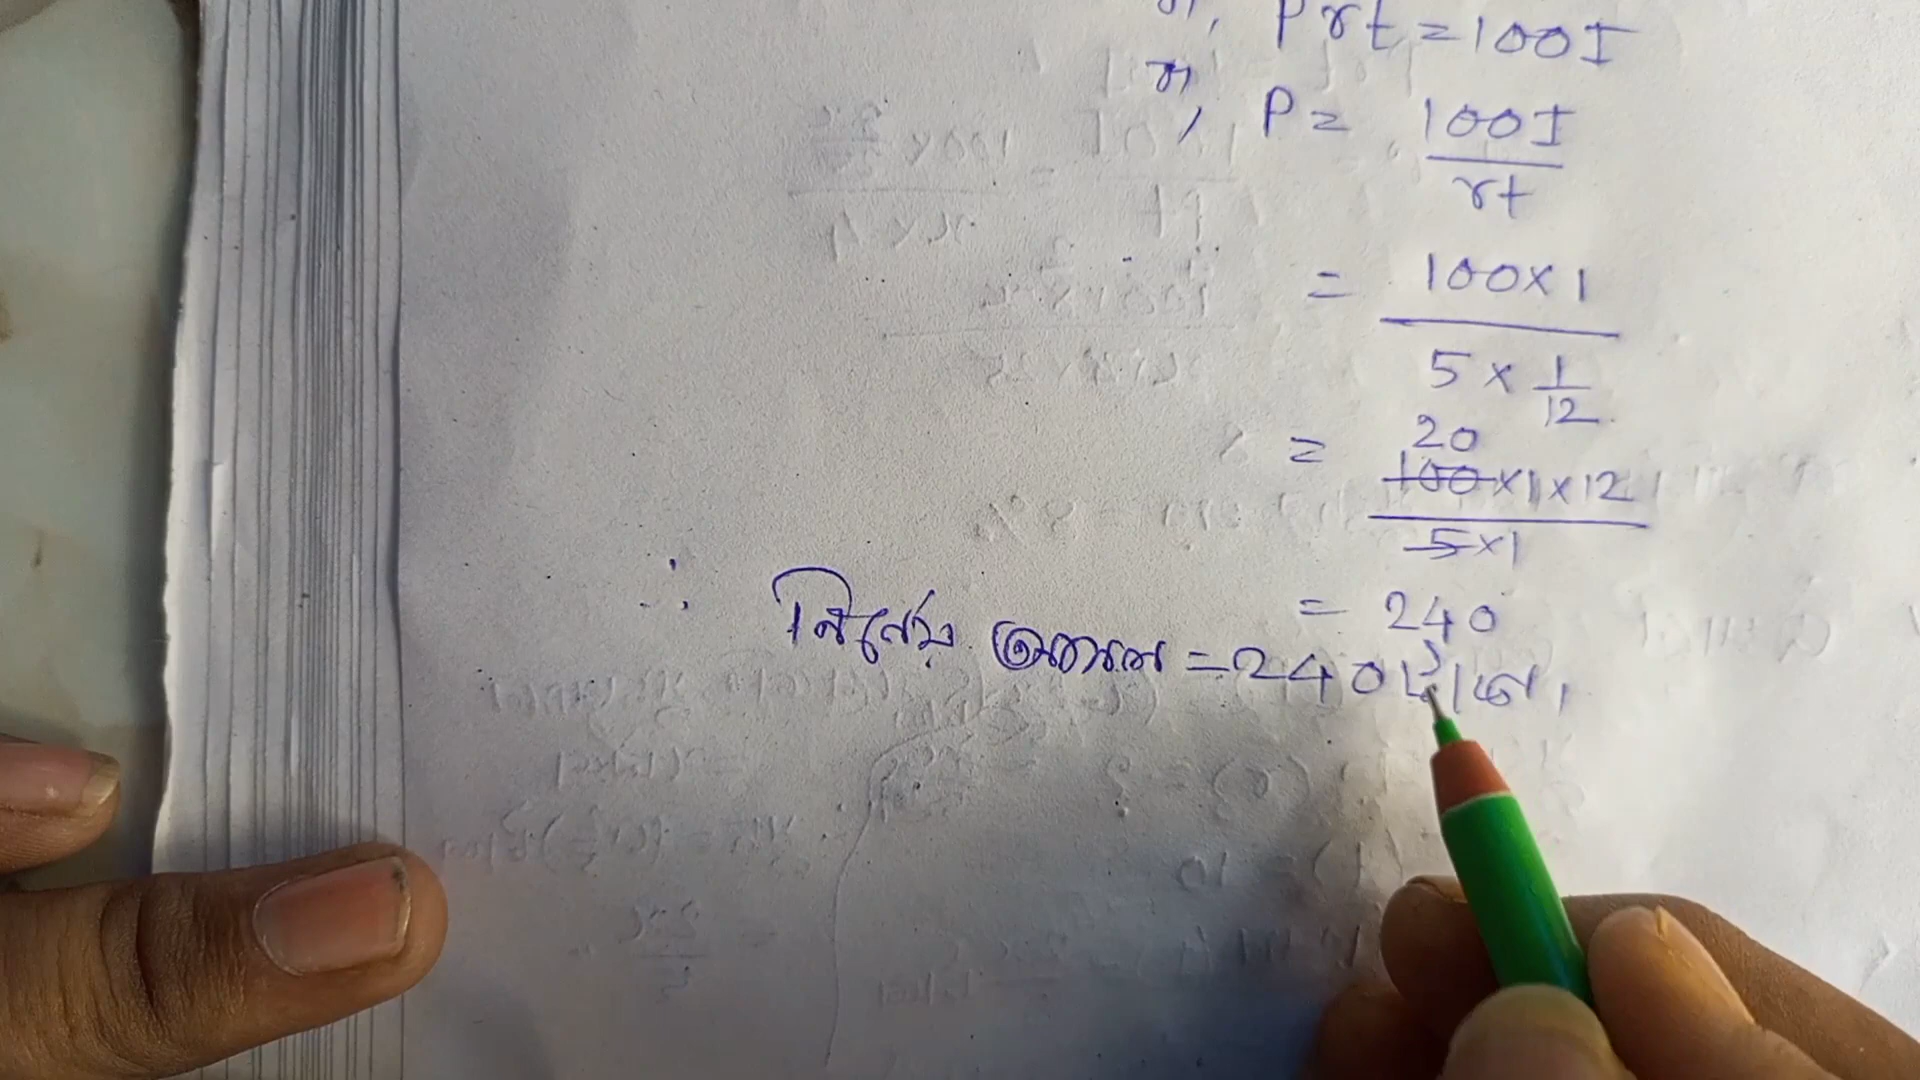 বা, Prt = 100I
বা, P = 100I / rt
= 100×1 / 5 × 1/12
= 20 100×1×12 / 5×1
= 240
∴ নির্ণেয় আসল = 240 টাকা।